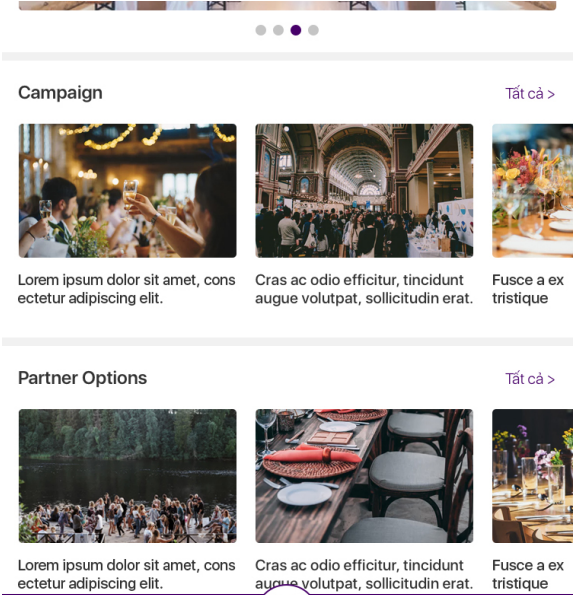 Campaign
Tất cả >
Lorem ipsum dolor sit amet, cons
ectetur adipiscing elit.
Cras ac odio efficitur, tincidunt
augue volutpat, sollicitudin erat.
Fusce a ex
tristique
Partner Options
Tất cả >
Lorem ipsum dolor sit amet, cons
ectetur adipiscing elit.
Cras ac odio efficitur, tincidunt
augue volutpat, sollicitudin erat.
Fusce a ex
tristique